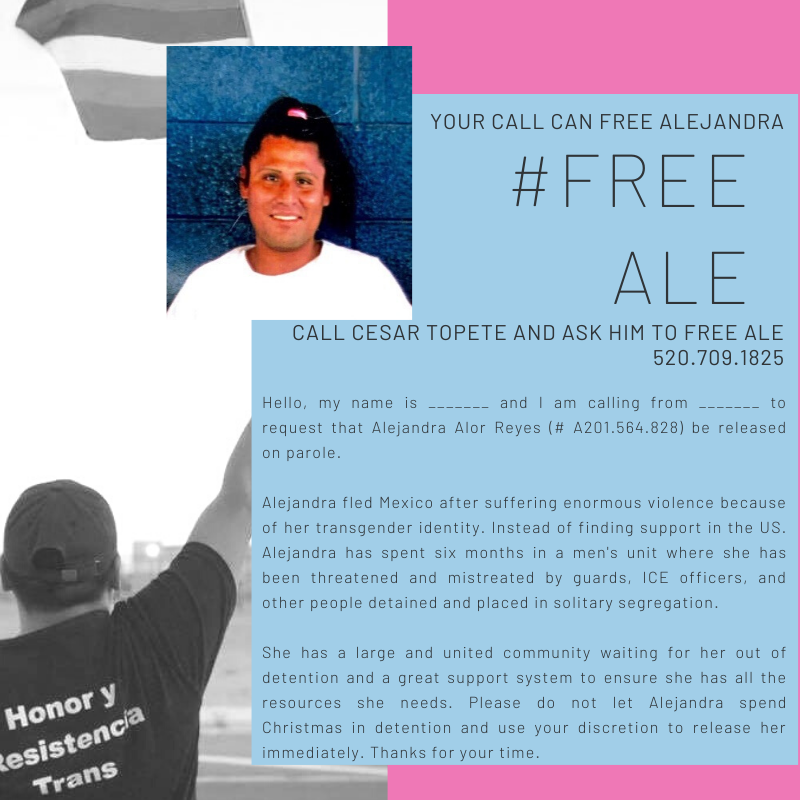 YOUR CALL CAN FREE ALEJANDRA
#FREE
ALE
CALL CESAR TOPETE AND ASK HIM TO FREE ALE
520.709.1825
Hello, my name is _______ and I am calling from _______ to
request that Alejandra Alor Reyes (# A201.564.828) be released
on parole.
Alejandra fled Mexico after suffering enormous violence because
of her transgender identity. Instead of finding support in the US.
Alejandra has spent six months in a men's unit where she has
been threatened and mistreated by guards, ICE officers, and
other people detained and placed in solitary segregation.
She has a large and united community waiting for her out of
detention and a great support system to ensure she has all the
resources she needs. Please do not let Alejandra spend
Christmas in detention and use your discretion to release her
immediately. Thanks for your time.
Honor y
Resistencia
Trans